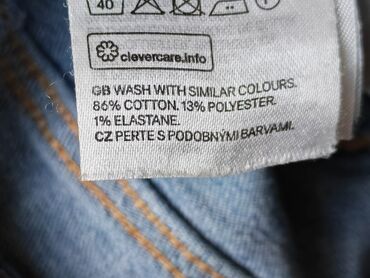 40
clevercare.info
GB WASH WITH SIMILAR COLOURS.
86% COTTON. 13% POLYESTER.
1% ELASTANE.
CZ PERTE S PODOBNÝMI BARVAMI.